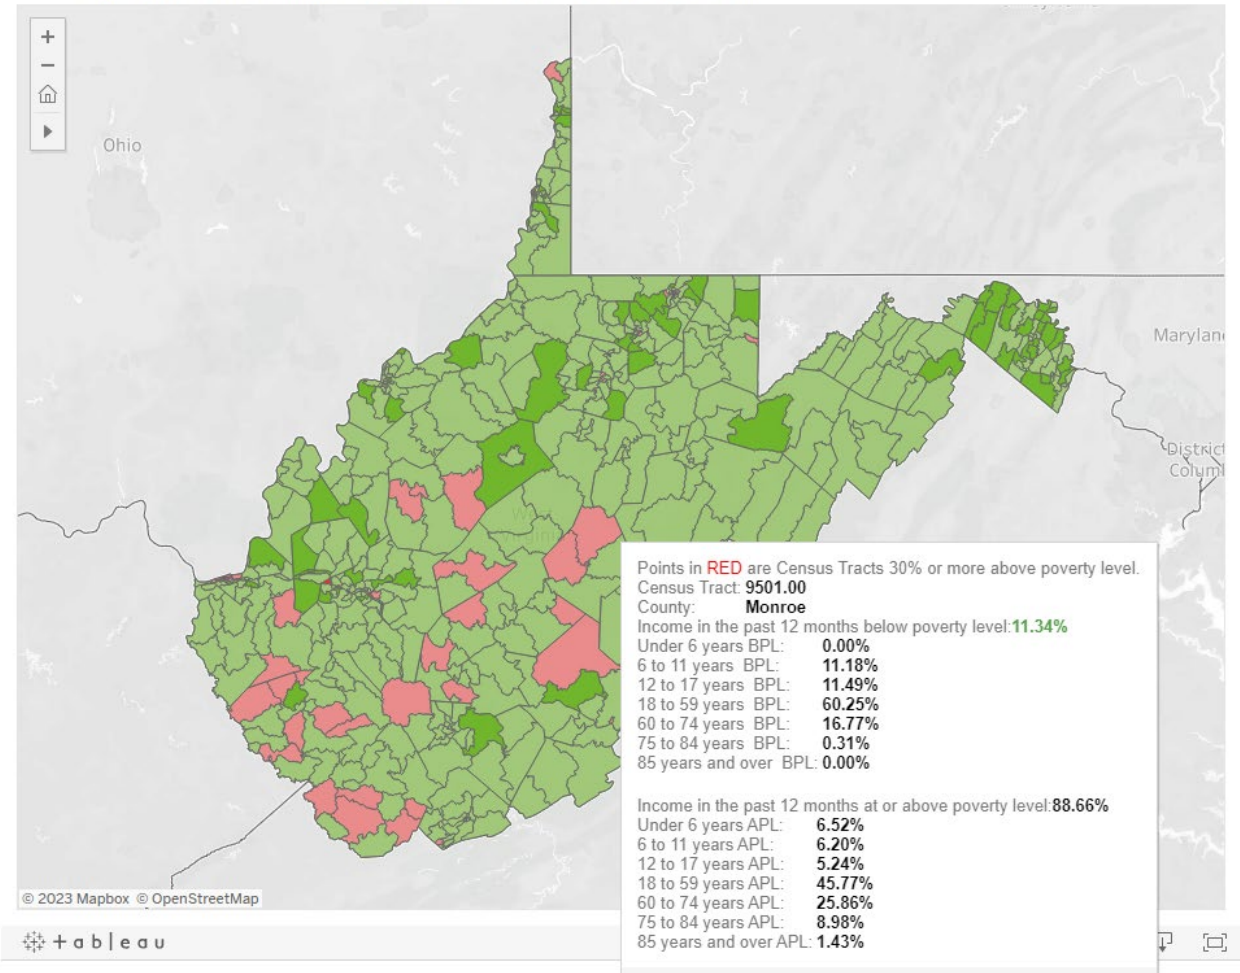 +
−
Ohio
Marylan
District
Colum
Points in RED are Census Tracts 30% or more above poverty level.
Census Tract: 9501.00
County: Monroe
Income in the past 12 months below poverty level:11.34%
Under 6 years BPL: 0.00%
6 to 11 years BPL: 11.18%
12 to 17 years BPL: 11.49%
18 to 59 years BPL: 60.25%
60 to 74 years BPL: 16.77%
75 to 84 years BPL: 0.31%
85 years and over BPL: 0.00%
Income in the past 12 months at or above poverty level:88.66%
Under 6 years APL: 6.52%
6 to 11 years APL: 6.20%
12 to 17 years APL: 5.24%
18 to 59 years APL: 45.77%
60 to 74 years APL: 25.86%
75 to 84 years APL: 8.98%
85 years and over APL: 1.43%
© 2023 Mapbox © OpenStreetMap
+ableau